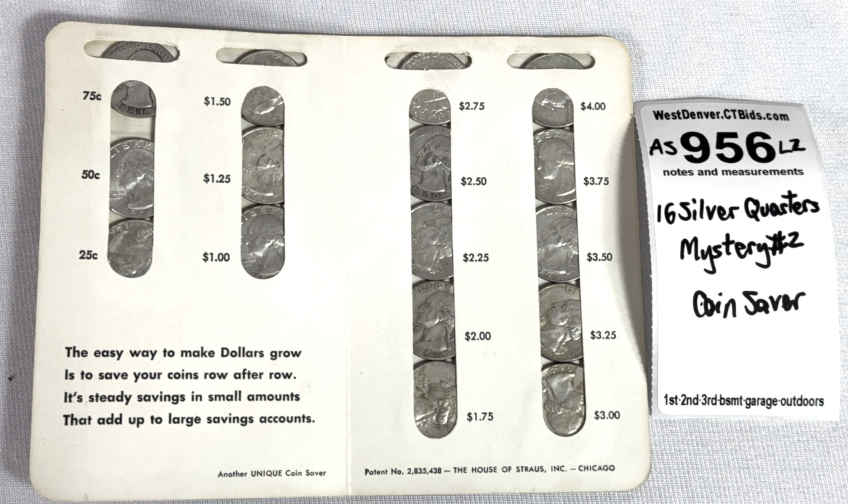 75c
50c
25c
$1.50
$1.25
$1.00
The easy way to make Dollars grow
Is to save your coins row after row.
It's steady savings in small amounts
That add up to large savings accounts.
Another UNIQUE Coin Saver
$2.75
$2.50
$2.25
$2.00
$1.75
$4.00
$3.75
$3.50
$3.25
$3.00
Patent No. 2,835,438 — THE HOUSE OF STRAUS, INC. — CHICAGO
WestDenver.CTBids.com
AS 956 LZ
notes and measurements
16 Silver Quarters
Mystery #2
Coin Saver
1st·2nd·3rd·bsmt·garage·outdoors